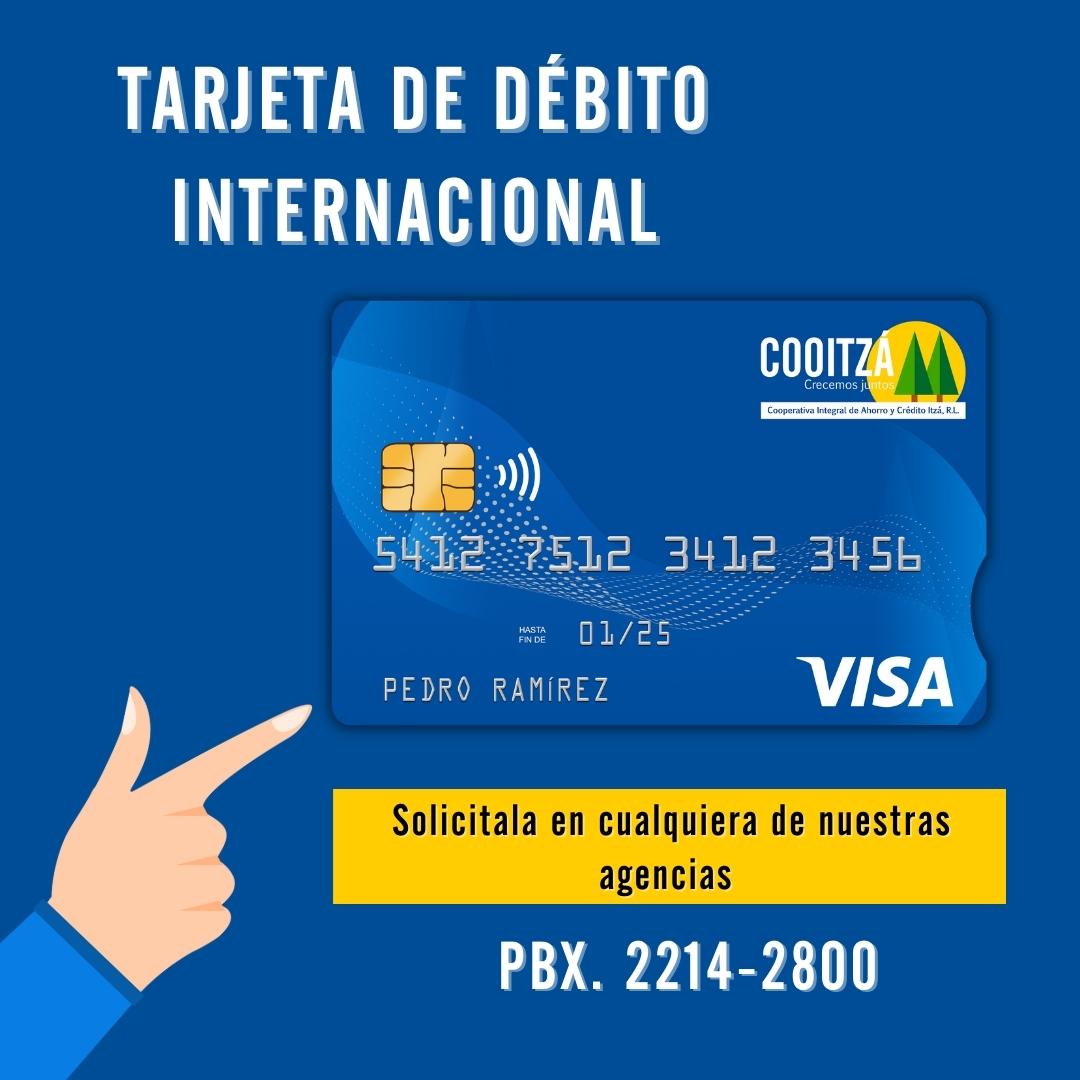 TARJETA DE DÉBITO
INTERNACIONAL
COOITZÁ
Crecemos juntos
Cooperativa Integral de Ahorro y Crédito Itzá, R.L.
5412 7512 3412 3456
HASTA
FIN DE
01/25
PEDRO RAMÍREZ
VISA
Solicitala en cualquiera de nuestras
agencias
PBX. 2214-2800